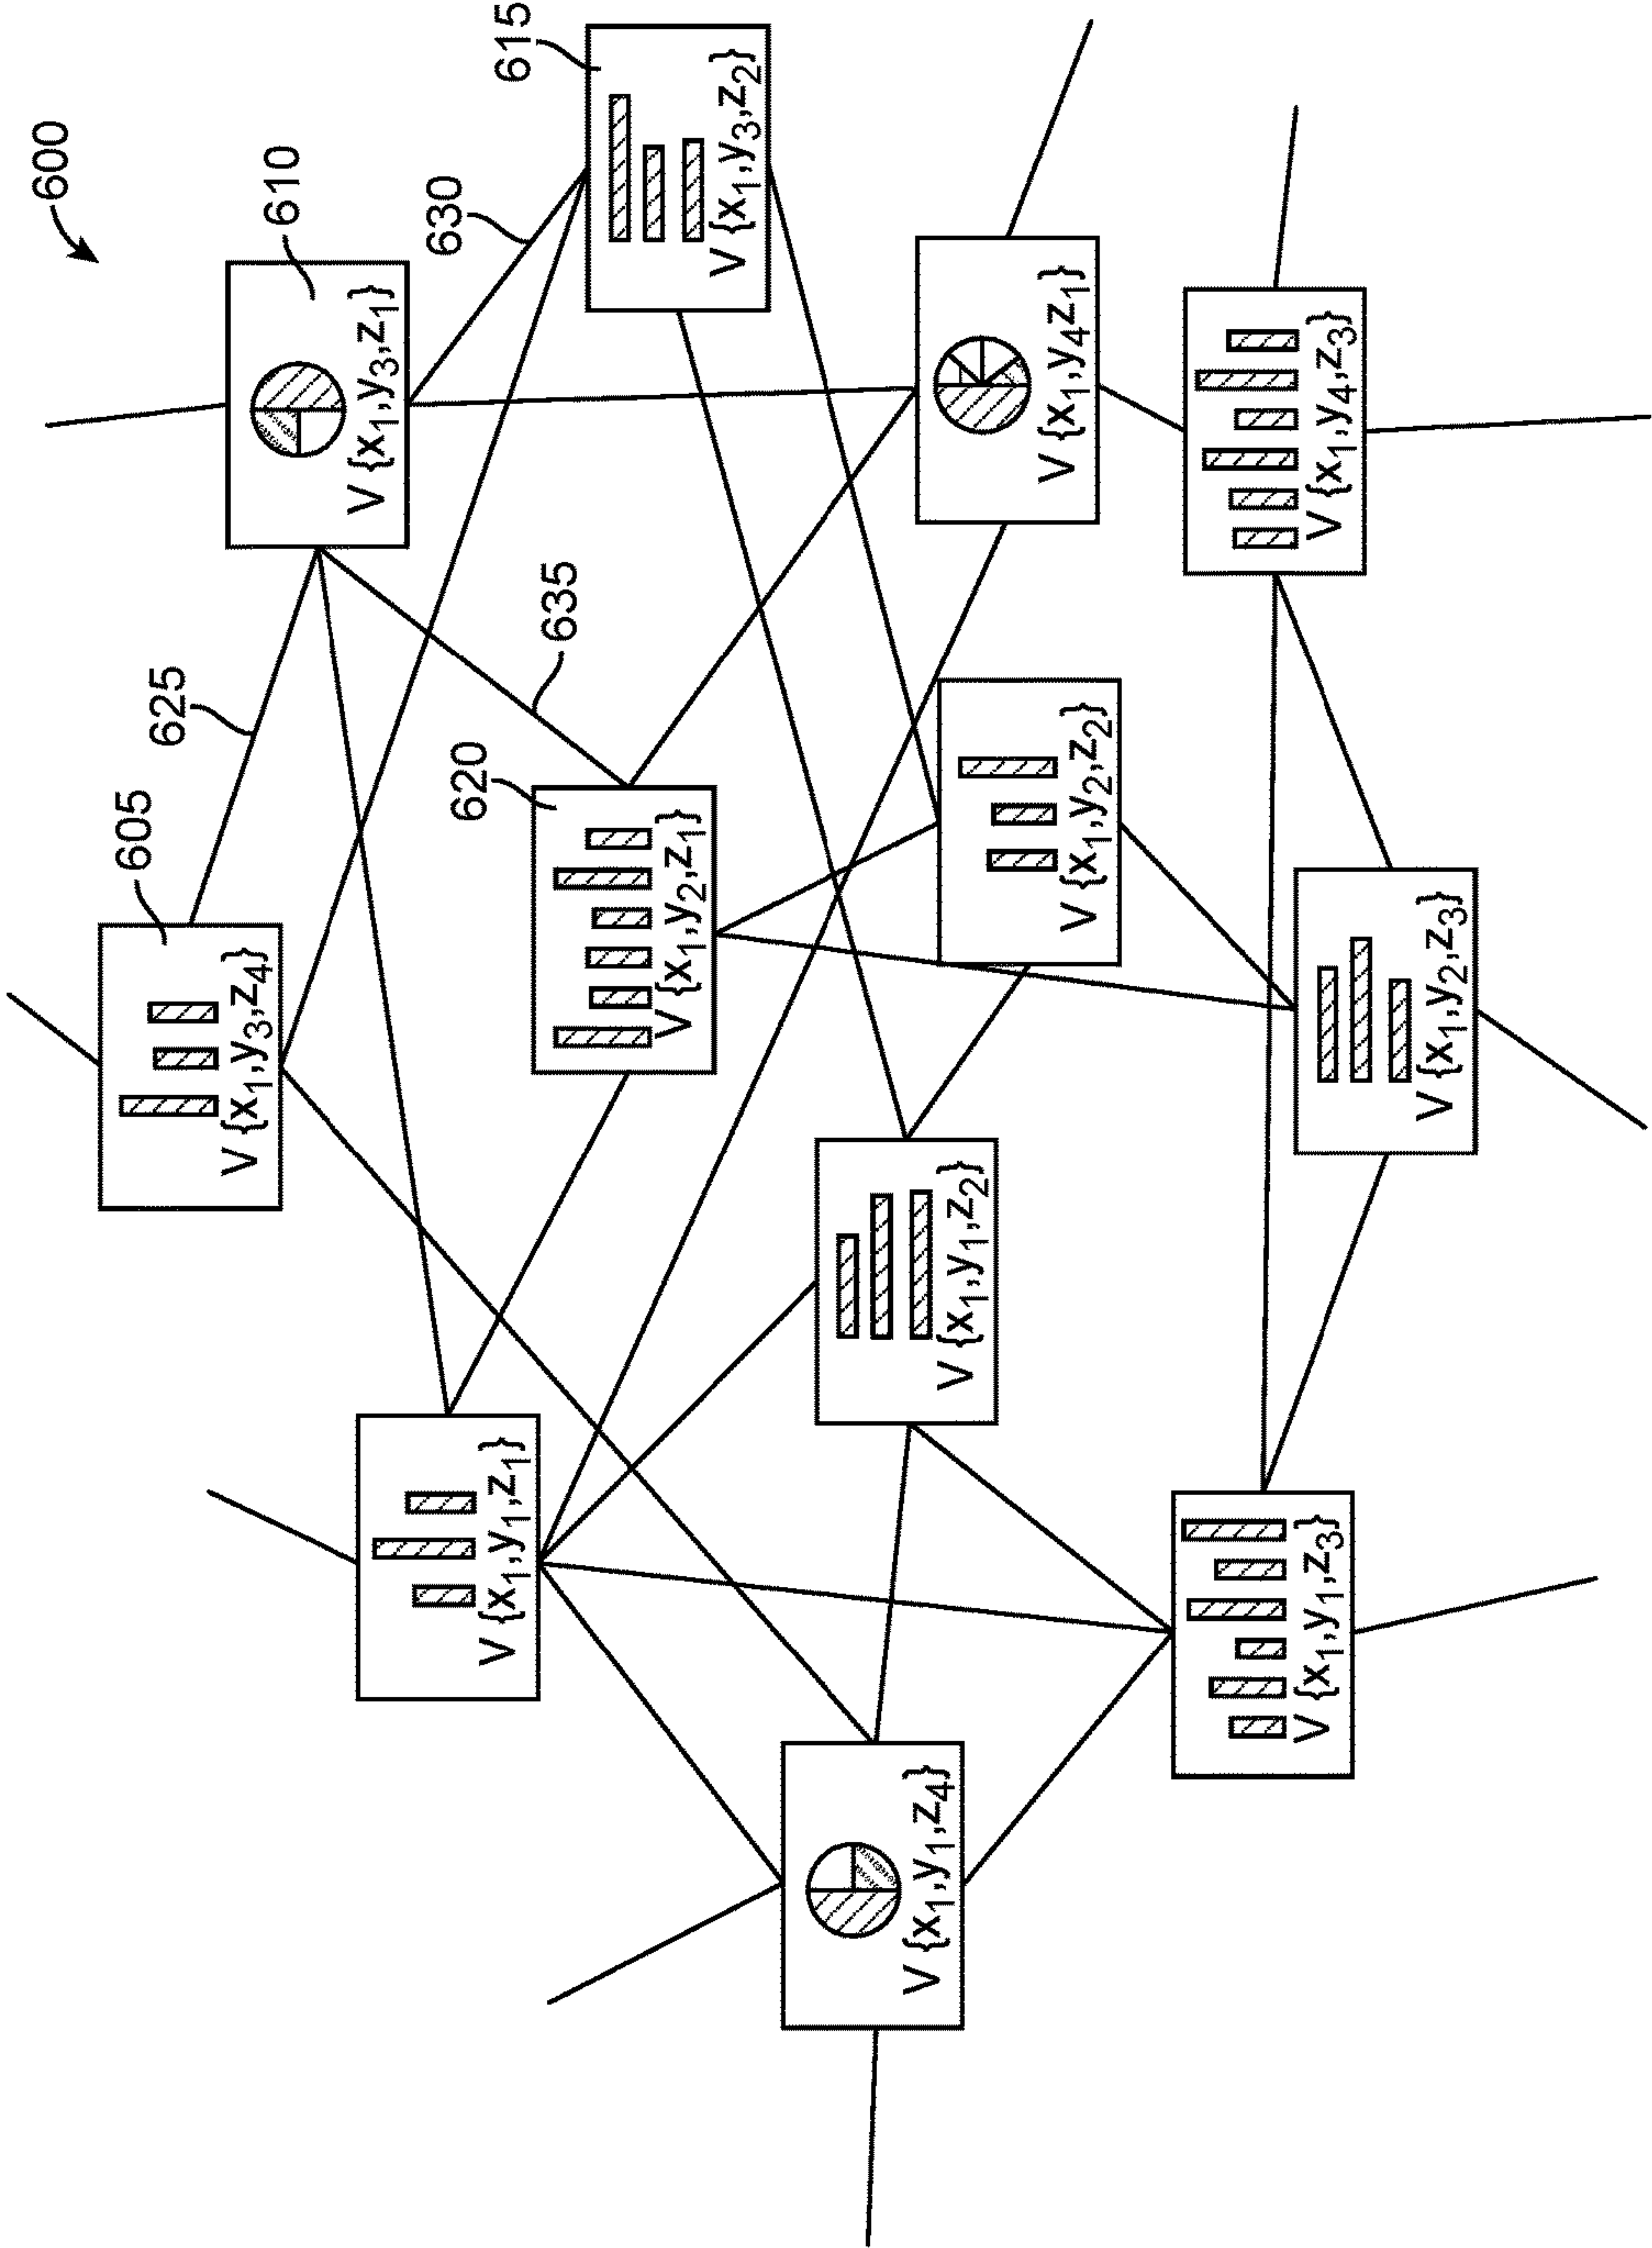 600
605
625
V {x₁,y₃,z₄}
610
V {x₁,y₃,z₁}
630
620
V {x₁,y₁,z₁}
615
635
V {x₁,y₂,z₁}
V {x₁,y₃,z₂}
V {x₁,y₁,z₄}
V {x₁,y₁,z₂}
V {x₁,y₄z₁}
V {x₁,y₂,z₂}
V {x₁,y₁,z₃}
V {x₁,y₄,z₃}
V {x₁,y₂,z₃}